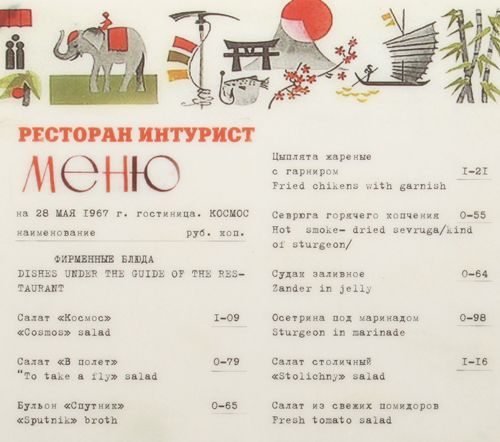 РЕСТОРАН ИНТУРИСТ
МЕНЮ
на 28 МАЯ 1967 г. гостиница. КОСМОС
наименование руб. коп.
ФИРМЕННЫЕ БЛЮДА
DISHES UNDER THE GUIDE OF THE RES-
TAURANT
Салат «Космос» I-09
«Cosmos» salad
Салат «В полет» 0-79
"To take a fly» salad
Бульон «Спутник» 0-65
«Sputnik» broth
Цыплята жареные
с гарниром I-21
Fried chikens with garnish
Севрюга горячего копчения 0-55
Hot smoke- dried sevruga/kind
of sturgeon/
Судак заливное 0-64
Zander in jelly
Осетрина под маринадом 0-98
Sturgeon in marinade
Салат столичный I-I6
«Stolichny» salad
Салат из свежих помидоров
Fresh tomato salad